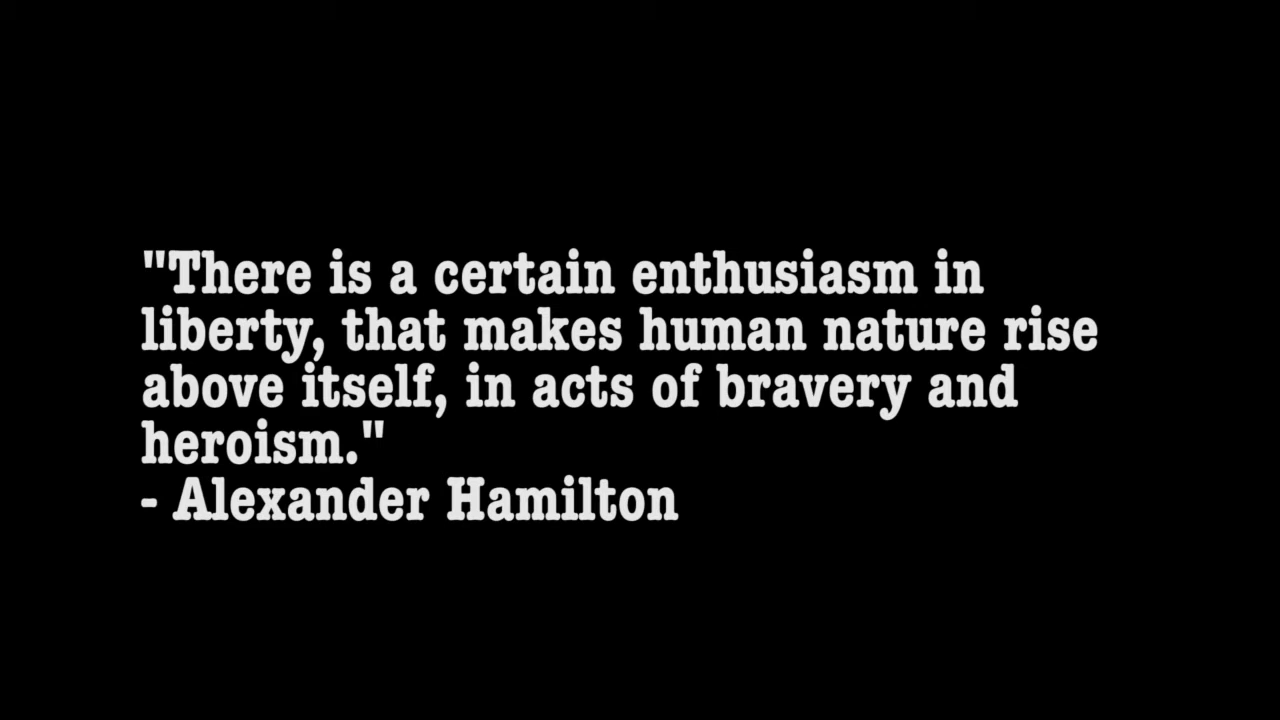 "There is a certain enthusiasm in
liberty, that makes human nature rise
above itself, in acts of bravery and
heroism."
- Alexander Hamilton